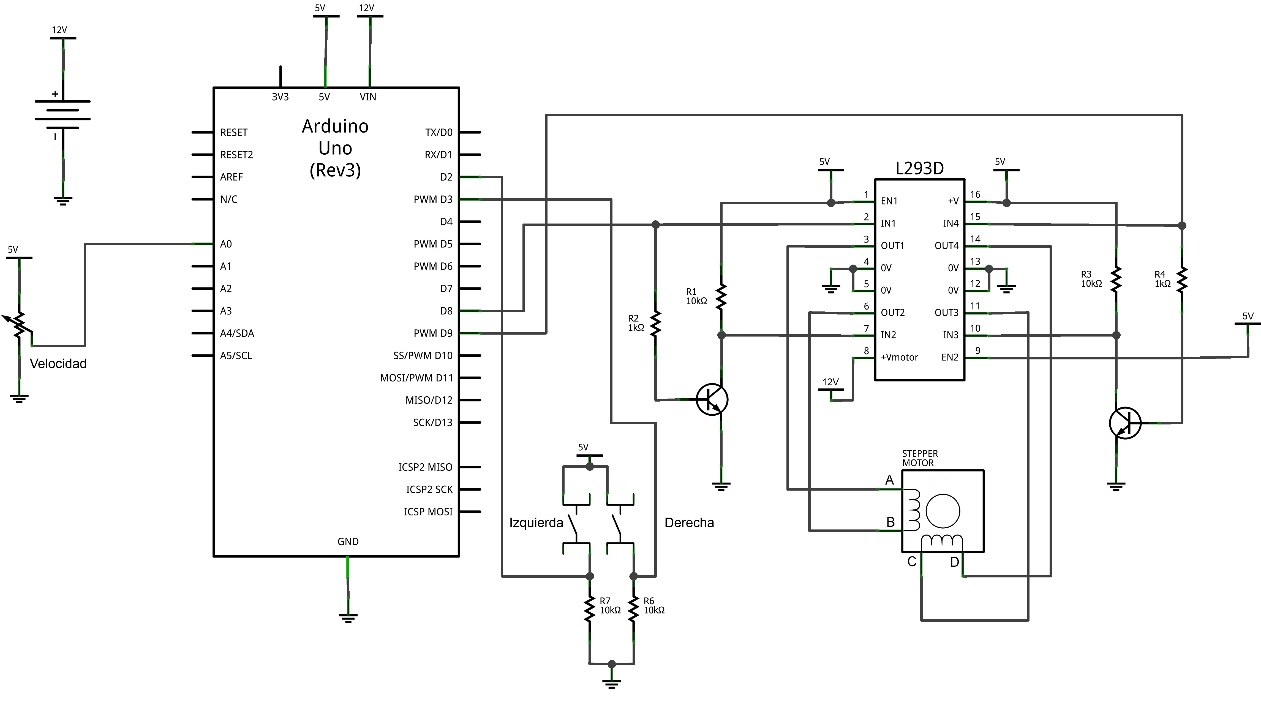 5V
12V
12V
+
3V3
5V
VIN
Arduino
Uno
(Rev3)
RESET
RESET2
AREF
N/C
A0
A1
A2
A3
A4/SDA
A5/SCL
TX/D0
RX/D1
D2
PWM D3
D4
PWM D5
PWM D6
D7
D8
PWM D9
SS/PWM D10
MOSI/PWM D11
MISO/D12
SCK/D13
ICSP2 MISO
ICSP2 SCK
ICSP MOSI
GND
5V
Velocidad
L293D
5V
5V
1 EN1
2 IN1
3 OUT1
4 0V
5 0V
6 OUT2
7 IN2
8 +Vmotor
+V 16
IN4 15
OUT4 14
0V 13
0V 12
OUT3 11
IN3 10
EN2 9
R1
10kΩ
R2
1kΩ
R3
10kΩ
R4
1kΩ
5V
12V
5V
Izquierda
Derecha
R7
10kΩ
R6
10kΩ
STEPPER
MOTOR
A
B
C
D